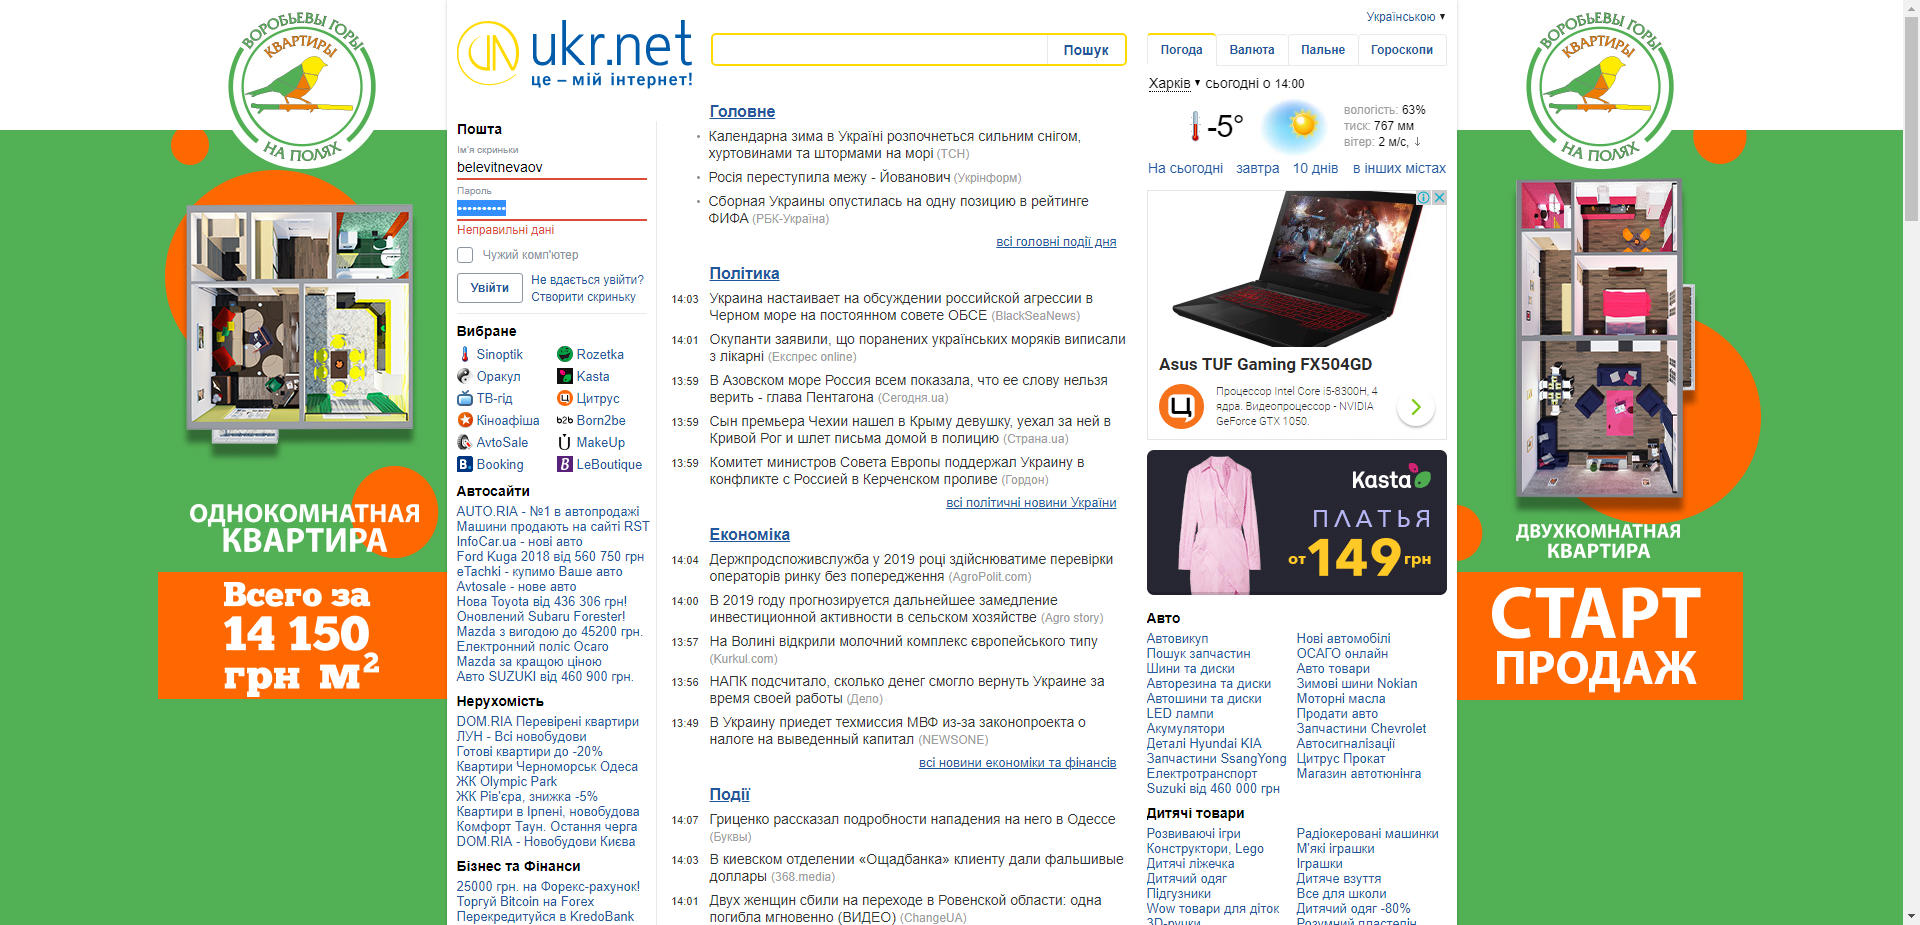 ВОРОБЬЕВЫ ГОРЫ
КВАРТИРЫ
НА ПОЛЯХ
ОДНОКОМНАТНАЯ
КВАРТИРА
Всего за
14 150
грн м²
ukr.net
це – мій інтернет!
Пошук
Українською ▼
Пошта
Ім'я скриньки
belevitnevaov
Пароль
•••••••••••
Неправильні дані
Чужий комп'ютер
Увійти
Не вдається увійти?
Створити скриньку
Вибране
Sinoptik
Rozetka
Оракул
Kasta
ТВ-гід
Цитрус
Кіноафіша
b2b Born2be
AvtoSale
MakeUp
B. Booking
B LeBoutique
Автосайти
AUTO.RIA - №1 в автопродажі
Машини продають на сайті RST
InfoCar.ua - нові авто
Ford Kuga 2018 від 560 750 грн
eTachki - купимо Ваше авто
Avtosale - нове авто
Нова Toyota від 436 306 грн!
Оновлений Subaru Forester!
Mazda з вигодою до 45200 грн.
Електронний поліс Осаго
Mazda за кращою ціною
Авто SUZUKI від 460 900 грн.
Нерухомість
DOM.RIA Перевірені квартири
ЛУН - Всі новобудови
Готові квартири до -20%
Квартири Черноморськ Одеса
ЖК Olympic Park
ЖК Рів'єра, знижка -5%
Квартири в Ірпені, новобудова
Комфорт Таун. Остання черга
DOM.RIA - Новобудови Києва
Бізнес та Фінанси
25000 грн. на Форекс-рахунок!
Торгуй Bitcoin на Forex
Перекредитуйся в KredoBank
Головне
Календарна зима в Україні розпочнеться сильним снігом,
хуртовинами та штормами на морі (ТСН)
Росія переступила межу - Йованович (Укрінформ)
Сборная Украины опустилась на одну позицию в рейтинге
ФИФА (РБК-Україна)
всі головні події дня
Політика
14:03 Украина настаивает на обсуждении российской агрессии в
Черном море на постоянном совете ОБСЕ (BlackSeaNews)
14:01 Окупанти заявили, що поранених українських моряків виписали
з лікарні (Експрес online)
13:59 В Азовском море Россия всем показала, что ее слову нельзя
верить - глава Пентагона (Сегодня.ua)
13:59 Сын премьера Чехии нашел в Крыму девушку, уехал за ней в
Кривой Рог и шлет письма домой в полицию (Страна.ua)
13:59 Комитет министров Совета Европы поддержал Украину в
конфликте с Россией в Керченском проливе (Гордон)
всі політичні новини України
Економіка
14:04 Держпродспоживслужба у 2019 році здійснюватиме перевірки
операторів ринку без попередження (AgroPolit.com)
14:00 В 2019 году прогнозируется дальнейшее замедление
инвестиционной активности в сельском хозяйстве (Agro story)
13:57 На Волині відкрили молочний комплекс європейського типу
(Kurkul.com)
13:56 НАПК подсчитало, сколько денег смогло вернуть Украине за
время своей работы (Дело)
13:49 В Украину приедет техмиссия МВФ из-за законопроекта о
налоге на выведенный капитал (NEWSONE)
всі новини економіки та фінансів
Події
14:07 Гриценко рассказал подробности нападения на него в Одессе
(Буквы)
14:03 В киевском отделении «Ощадбанка» клиенту дали фальшивые
доллары (368.media)
14:01 Двух женщин сбили на переходе в Ровенской области: одна
погибла мгновенно (ВИДЕО) (ChangeUA)
Погода
Валюта
Пальне
Гороскопи
Харків ▼ сьогодні о 14:00
-5°
вологість: 63%
тиск: 767 мм
вітер: 2 м/с, ↓
На сьогодні
завтра
10 днів
в інших містах
Asus TUF Gaming FX504GD
Ц
Процессор Intel Core i5-8300H, 4
ядра. Видеопроцессор - NVIDIA
GeForce GTX 1050.
Kasta
ПЛАТЬЯ
от 149 грн
Авто
Автовикуп
Нові автомобілі
Пошук запчастин
ОСАГО онлайн
Шини та диски
Авто товари
Авторезина та диски
Зимові шини Nokian
Автошини та диски
Моторні масла
LED лампи
Продати авто
Акумулятори
Запчастини Chevrolet
Деталі Hyundai KIA
Автосигналізації
Запчастини SsangYong
Цитрус Прокат
Електротранспорт
Магазин автотюнінга
Suzuki від 460 000 грн
Дитячі товари
Розвиваючі ігри
Радіокеровані машинки
Конструктори, Lego
М'які іграшки
Дитячі ліжечка
Іграшки
Дитячий одяг
Дитяче взуття
Підгузники
Все для школи
Wow товари для діток
Дитячий одяг -80%
3D-ручки
Розумний пластелін
ВОРОБЬЕВЫ ГОРЫ
КВАРТИРЫ
НА ПОЛЯХ
ДВУХКОМНАТНАЯ
КВАРТИРА
СТАРТ
ПРОДАЖ